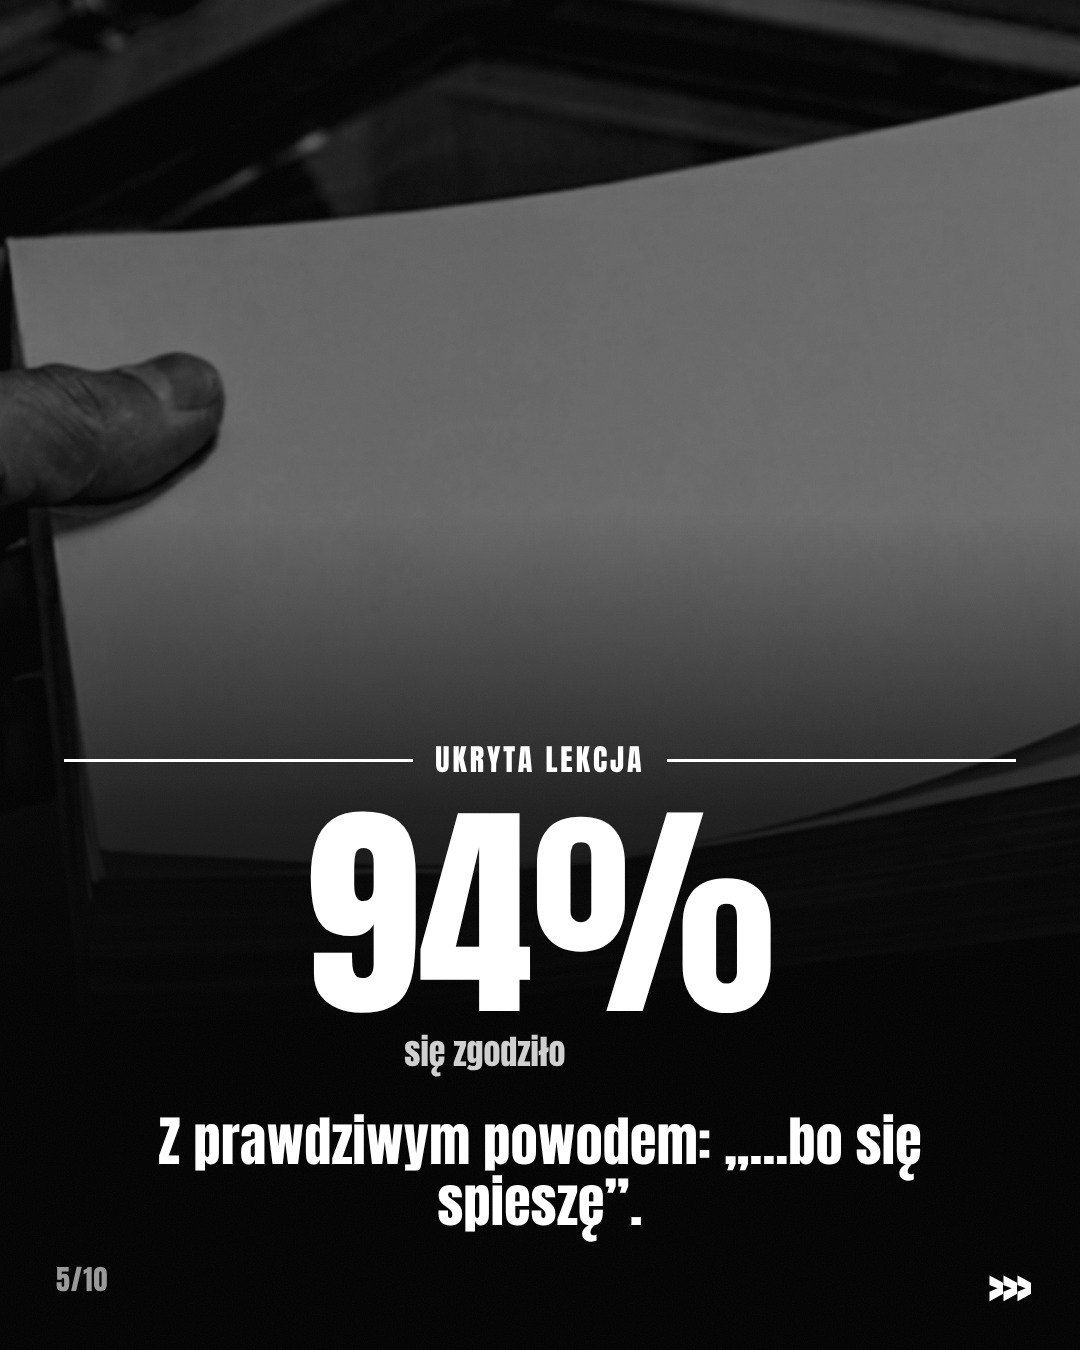 UKRYTA LEKCJA
94%
się zgodziło
Z prawdziwym powodem: „...bo się
spieszę”.
5/10
>>>